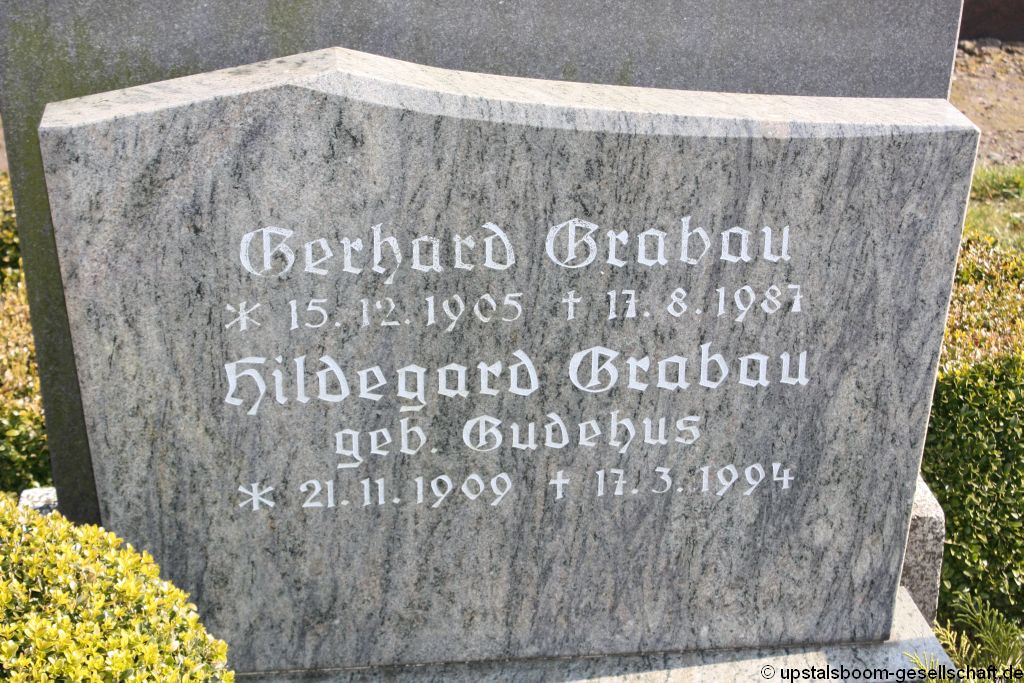 Gerhard Grabau
* 15. 12. 1905 † 17. 8. 1987
Hildegard Grabau
geb. Gudehus
* 21. 11. 1909 † 17. 3. 1994
© upstalsboom-gesellschaft.de